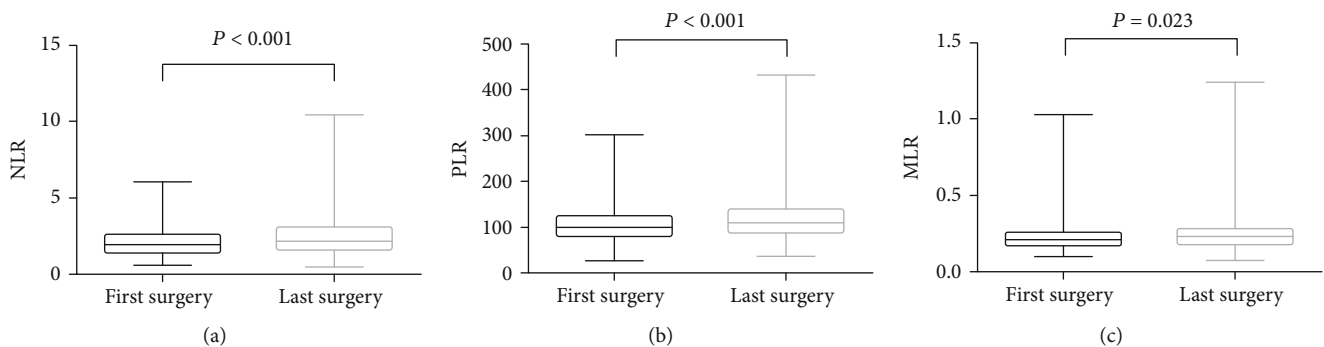 P < 0.001
15
10
5
0
NLR
First surgery
Last surgery
(a)
P < 0.001
500
400
300
200
100
0
PLR
First surgery
Last surgery
(b)
P = 0.023
1.5
1.0
0.5
0.0
MLR
First surgery
Last surgery
(c)